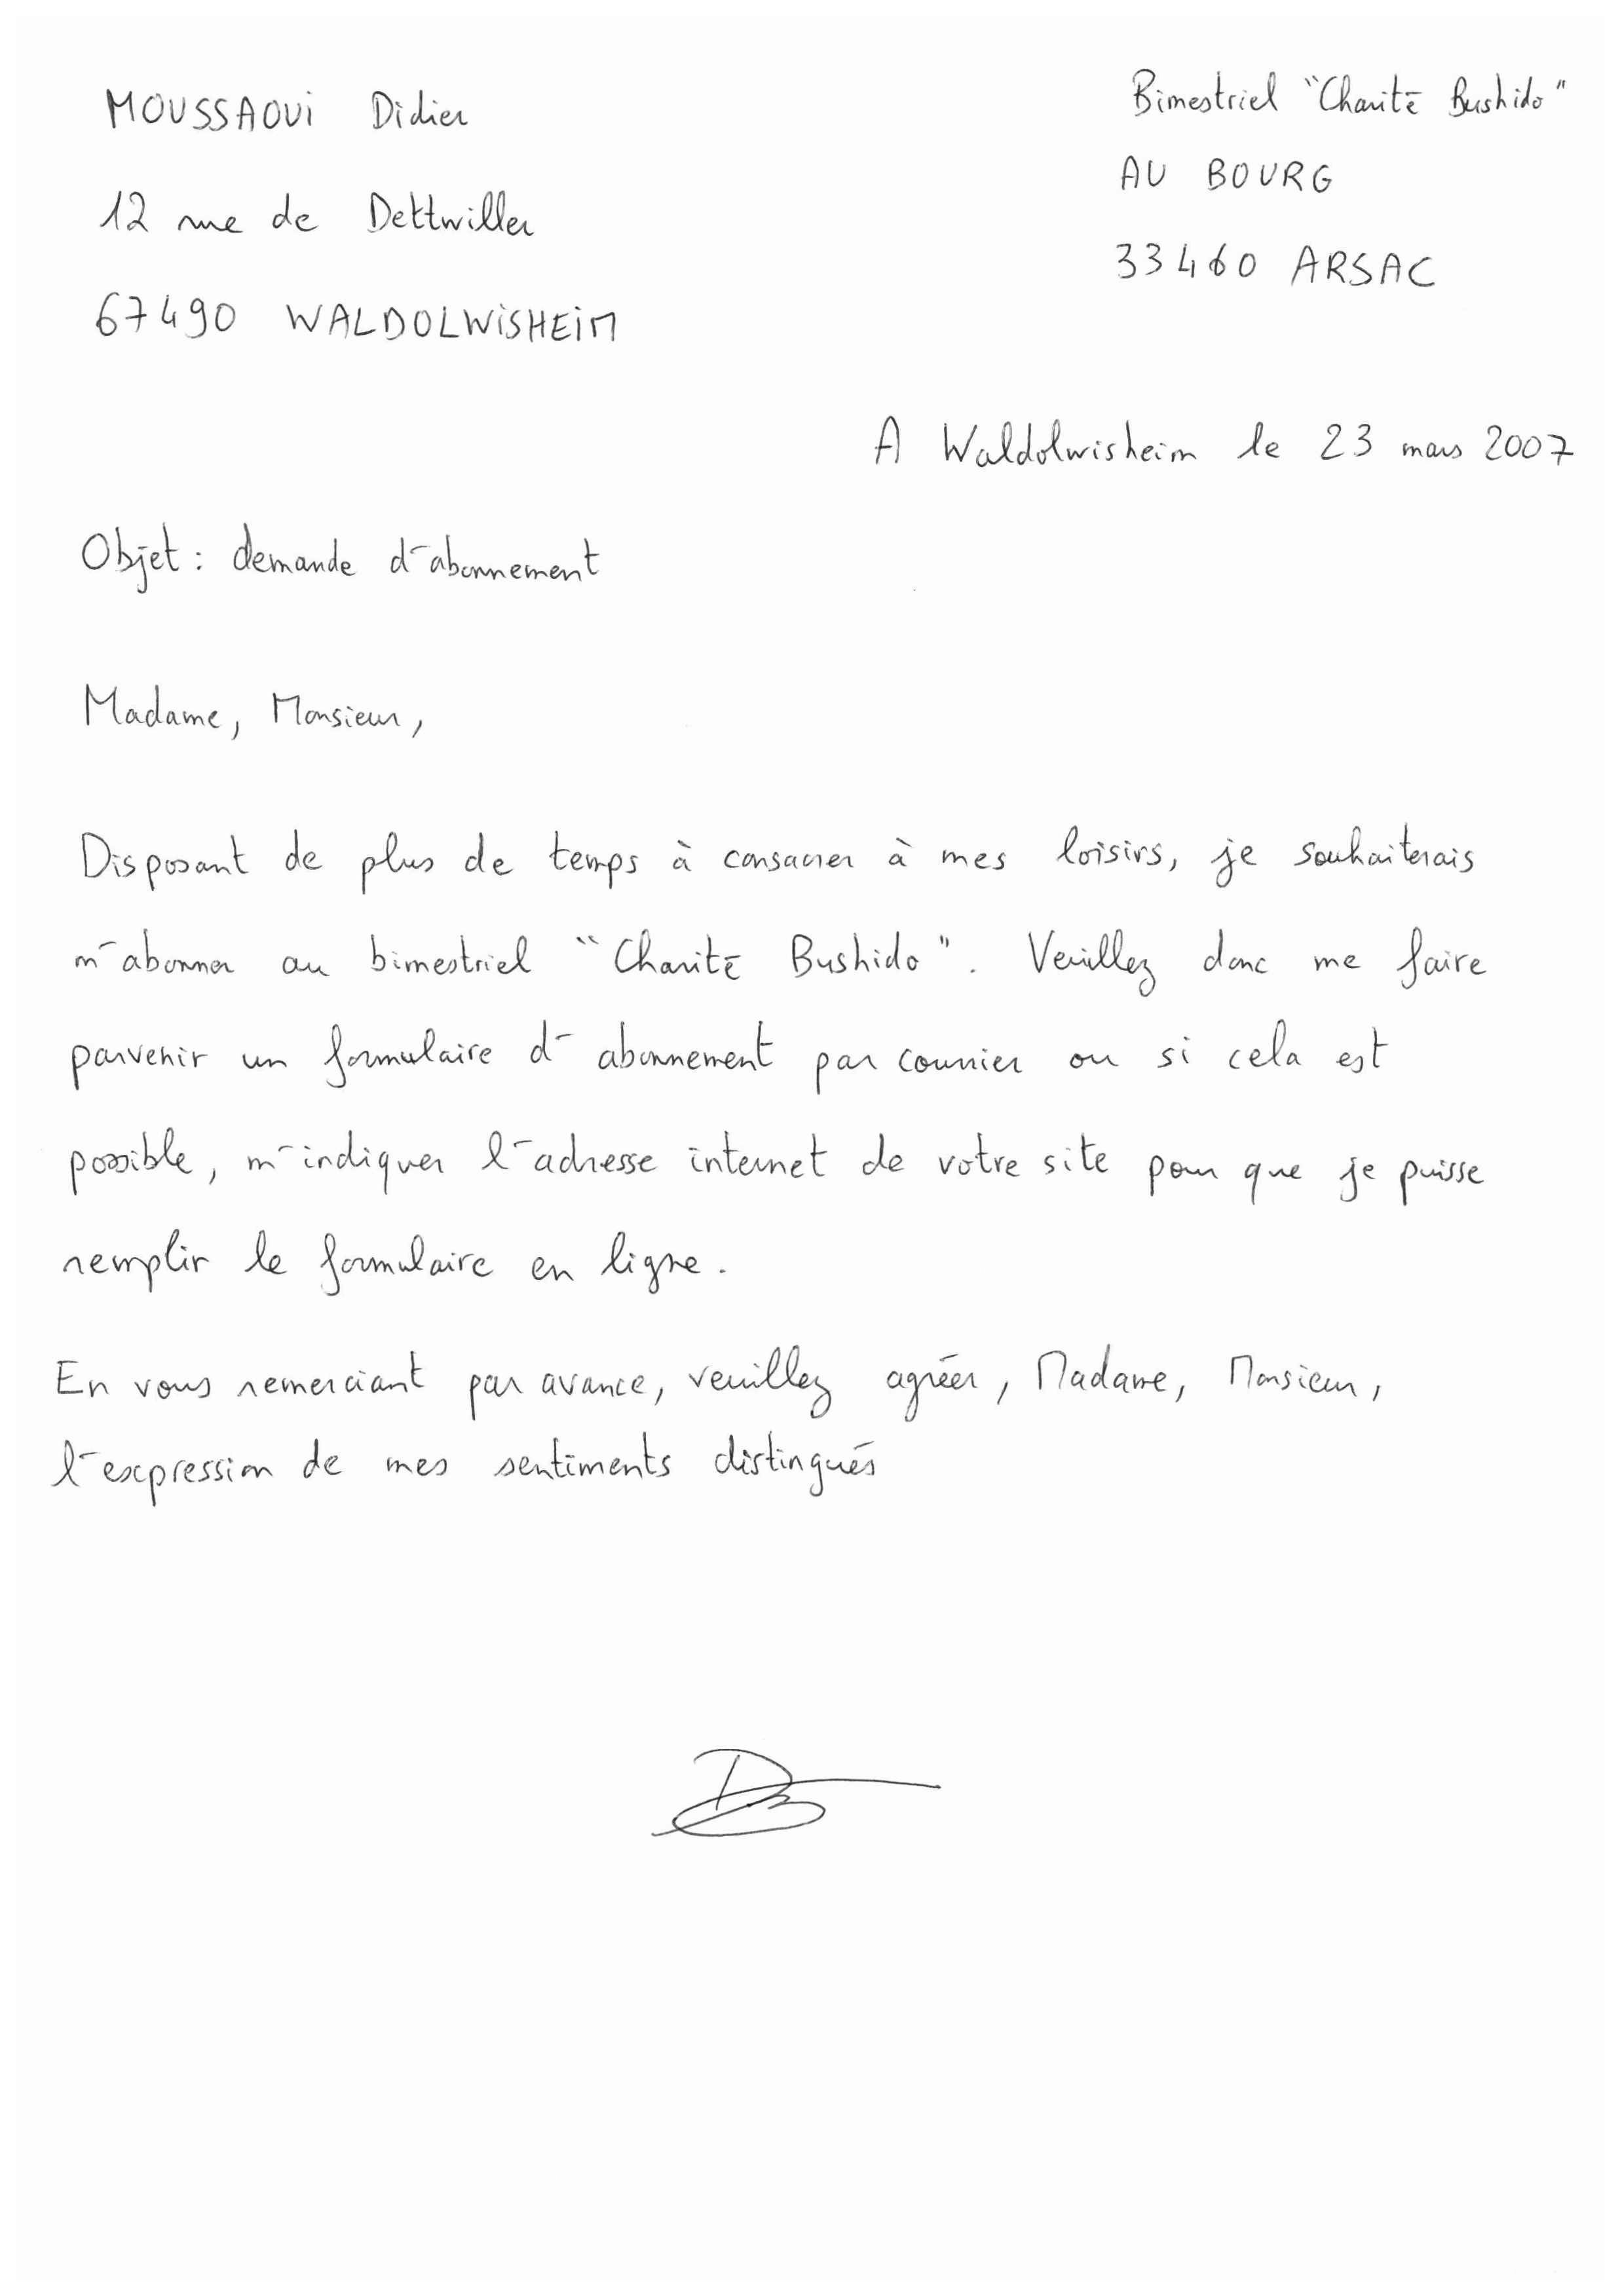 MOUSSAOUi Didier
12 rue de Dettwiller
67490 WALDOLWiSHEiM
Bimestriel "Charité Bushido"
AU BOURG
33460 ARSAC
A Waldolwisheim le 23 mars 2007
Objet : demande d'abonnement
Madame, Monsieur,
Disposant de plus de temps à consacrer à mes loisirs, je souhaiterais
m'abonner au bimestriel "Charité Bushido". Veuillez donc me faire
parvenir un formulaire d'abonnement par courrier ou si cela est
possible, m'indiquer l'adresse internet de votre site pour que je puisse
remplir le formulaire en ligne.
En vous remerciant par avance, veuillez agréer, Madame, Monsieur,
l'expression de mes sentiments distingués